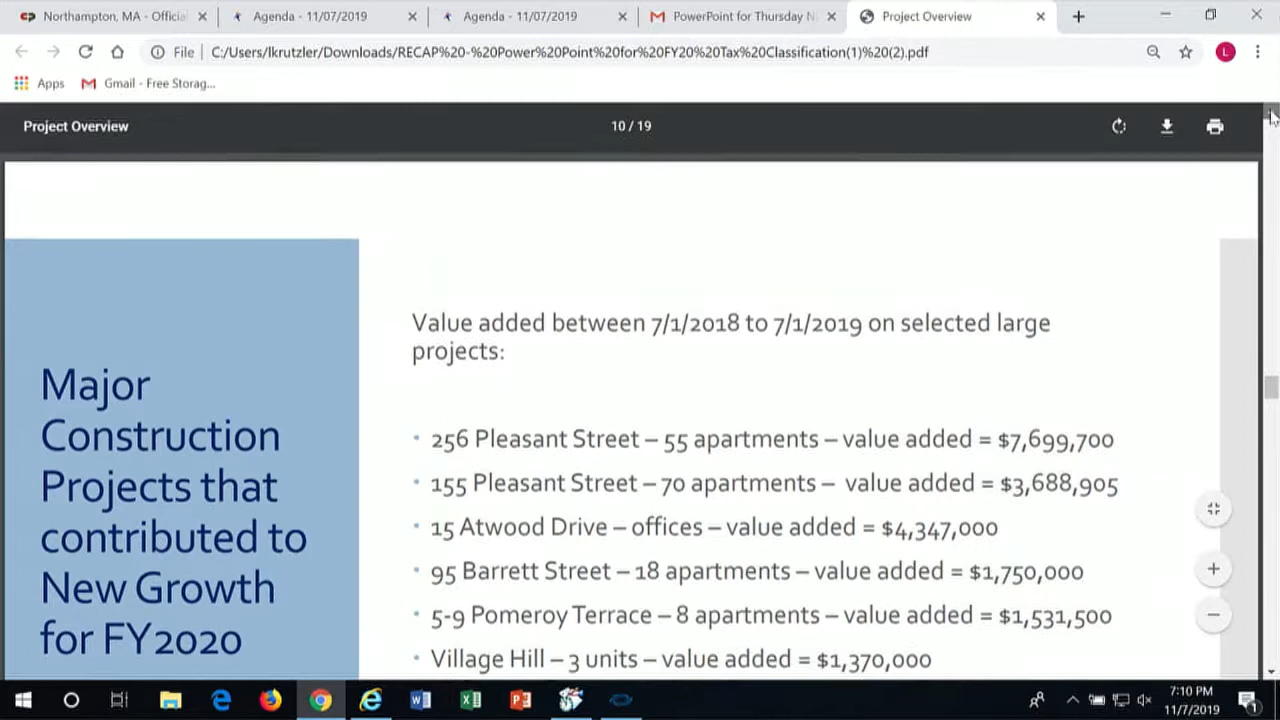 Northampton, MA - Official
Agenda - 11/07/2019
Agenda - 11/07/2019
PowerPoint for Thursday N
Project Overview
File
C:/Users/lkrutzler/Downloads/RECAP%20-%20Power%20Point%20for%20FY20%20Tax%20Classification(1)%20(2).pdf
L
Apps
Gmail - Free Storag...
Project Overview
10 / 19
Major
Construction
Projects that
contributed to
New Growth
for FY2020
Value added between 7/1/2018 to 7/1/2019 on selected large
projects:
• 256 Pleasant Street – 55 apartments – value added = $7,699,700
• 155 Pleasant Street – 70 apartments – value added = $3,688,905
• 15 Atwood Drive – offices – value added = $4,347,000
• 95 Barrett Street – 18 apartments – value added = $1,750,000
• 5-9 Pomeroy Terrace – 8 apartments – value added = $1,531,500
• Village Hill – 3 units – value added = $1,370,000
7:10 PM
11/7/2019
1